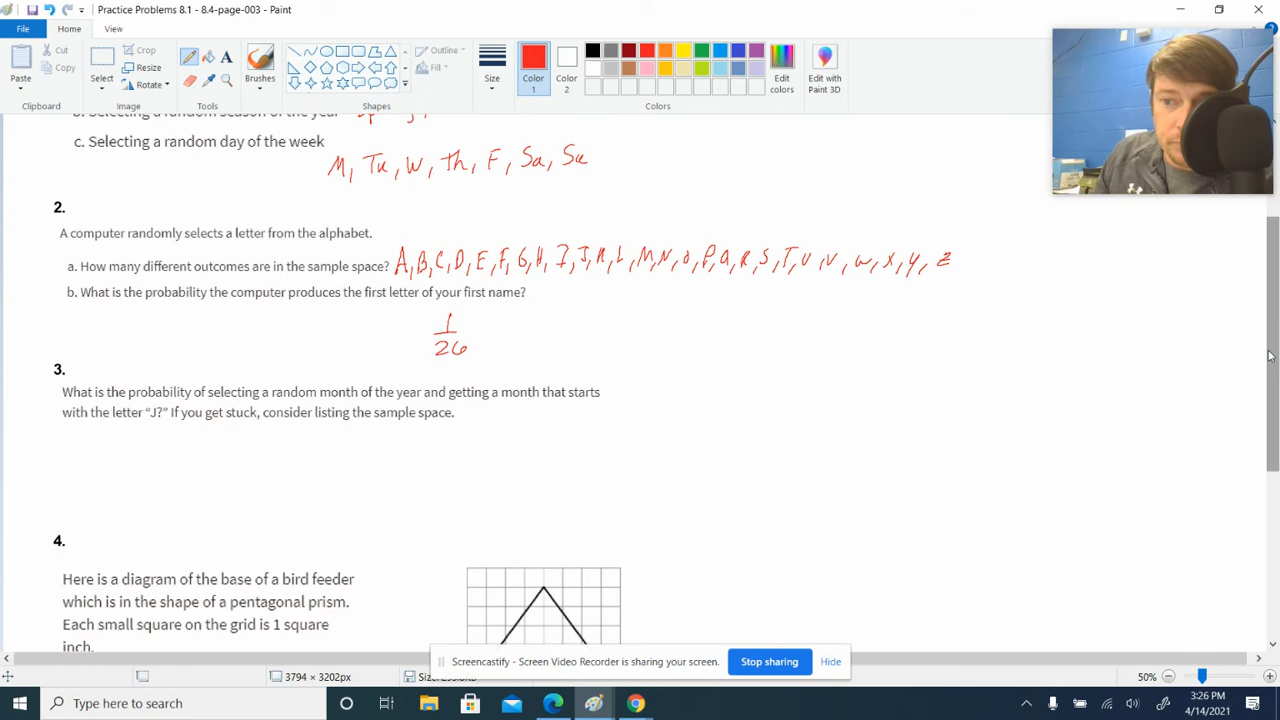 Practice Problems 8.1 - 8.4-page-003 - Paint
File Home View
Cut
Copy
Paste
Clipboard
Crop
Resize
Rotate
Select
Image
Tools
Brushes
Outline
Fill
Shapes
Size
Color 1
Color 2
Colors
Edit colors
Edit with Paint 3D
b. Selecting a random season of the year
c. Selecting a random day of the week
M, Tu, W, th, F, Sa, Su
2.
A computer randomly selects a letter from the alphabet.
a. How many different outcomes are in the sample space? A, B, C, D, E, F, G, H, I, J, K, L, M, N, O, P, Q, R, S, T, U, V, W, X, Y, Z
b. What is the probability the computer produces the first letter of your first name?
1
26
3.
What is the probability of selecting a random month of the year and getting a month that starts
with the letter “J?” If you get stuck, consider listing the sample space.
4.
Here is a diagram of the base of a bird feeder
which is in the shape of a pentagonal prism.
Each small square on the grid is 1 square
inch.
Screencastify - Screen Video Recorder is sharing your screen. Stop sharing Hide
3794 × 3202px
50%
Type here to search
3:26 PM
4/14/2021